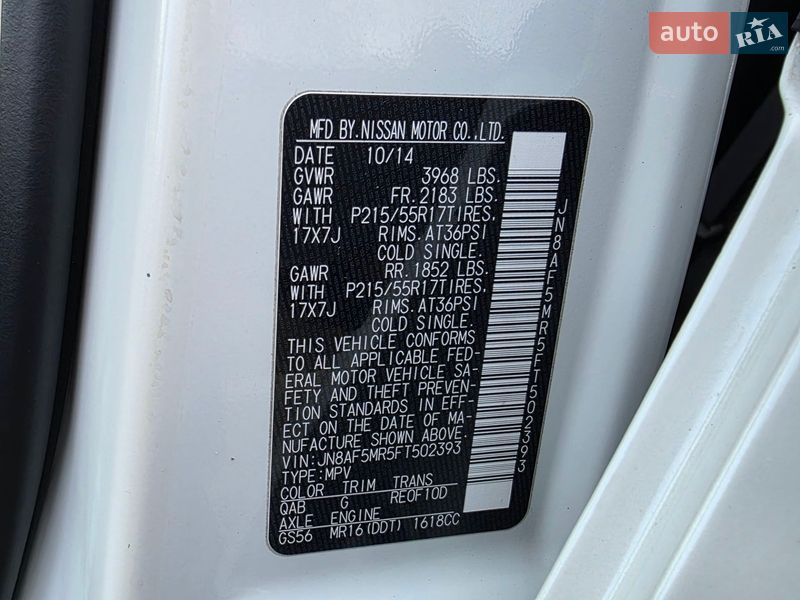 auto RIA
.com
MFD BY.NISSAN MOTOR CO.,LTD.
DATE 10/14
GVWR 3968 LBS.
GAWR FR.2183 LBS.
WITH P215/55R17TIRES,
17X7J RIMS.AT36PSI
COLD SINGLE.
GAWR RR.1852 LBS.
WITH P215/55R17TIRES,
17X7J RIMS.AT36PSI
COLD SINGLE.
THIS VEHICLE CONFORMS
TO ALL APPLICABLE FED-
ERAL MOTOR VEHICLE SA-
FETY AND THEFT PREVEN-
TION STANDARDS IN EFF-
ECT ON THE DATE OF MA-
NUFACTURE SHOWN ABOVE.
VIN:JN8AF5MR5FT502393
TYPE:MPV
COLOR TRIM TRANS
QAB G RE0F10D
AXLE ENGINE
GS56 MR16(DDT) 1618CC
JN8AF5MR5FT502393